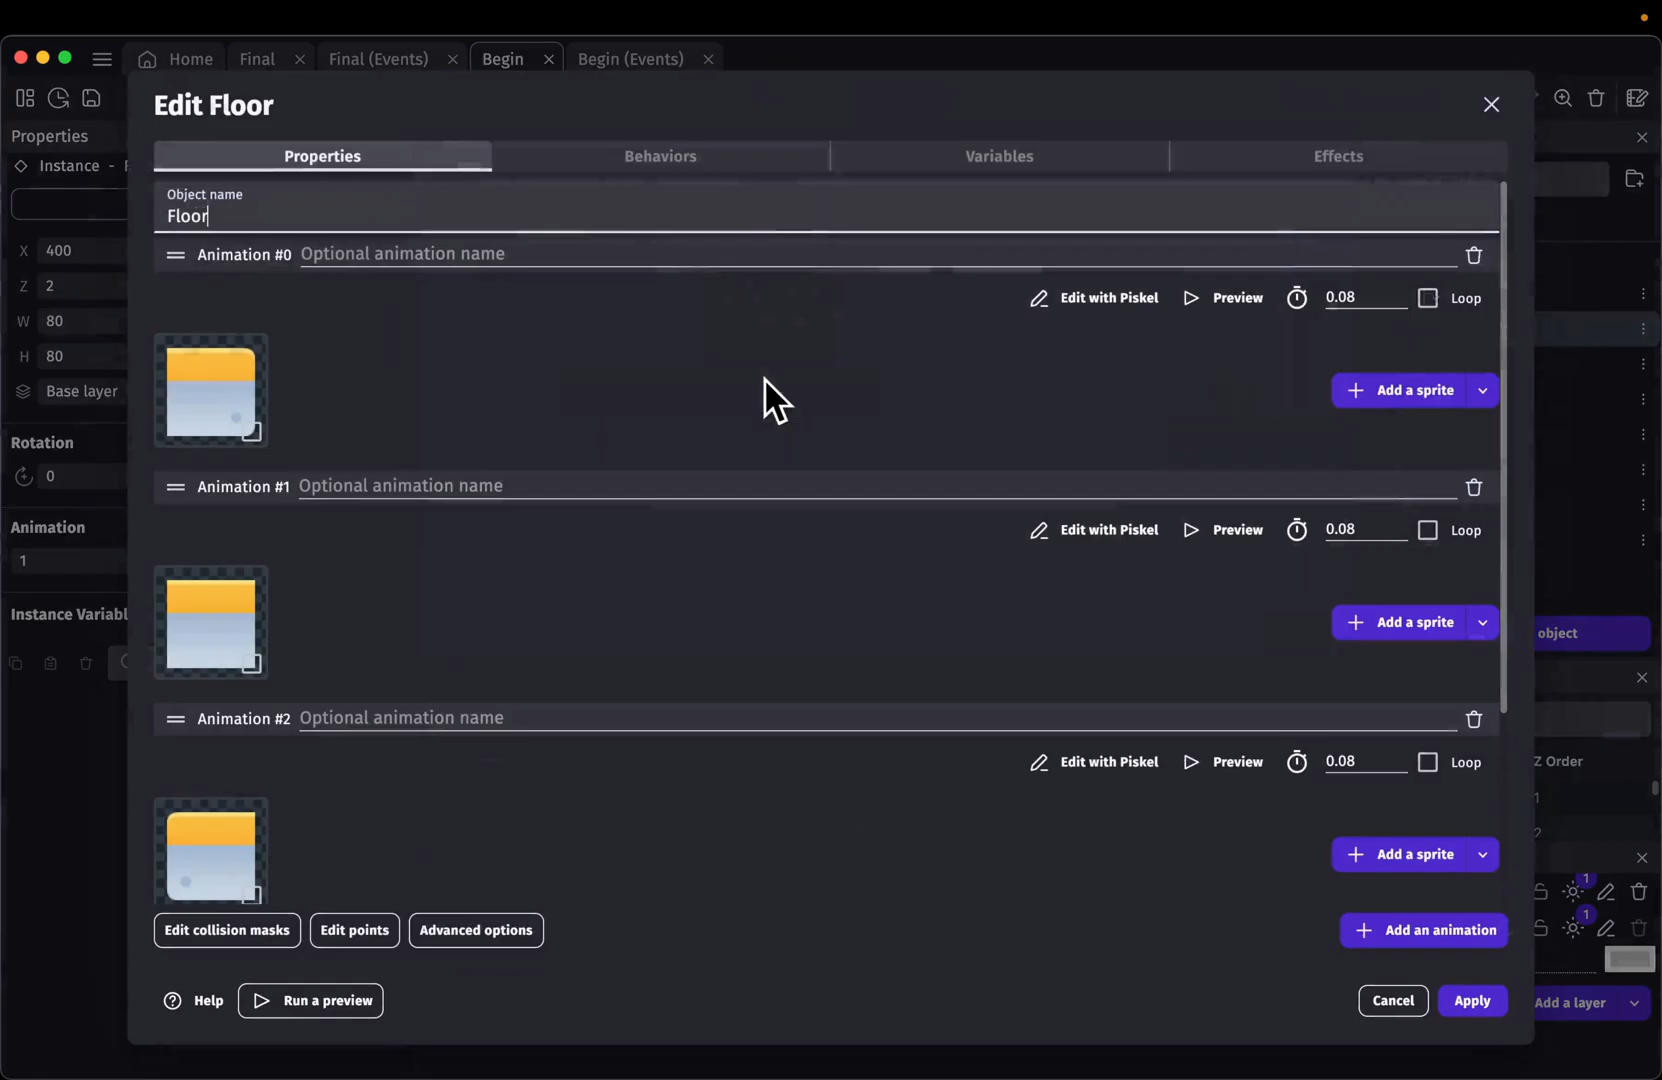 Home
Final
Final (Events)
Begin
Begin (Events)
Properties
Instance -
X 400
Z 2
W 80
H 80
Base layer
Rotation
0
Animation
1
Instance Variabl
Edit Floor
Properties
Behaviors
Variables
Effects
Object name
Floor
Animation #0 Optional animation name
Edit with Piskel
Preview
0.08
Loop
Add a sprite
Animation #1 Optional animation name
Edit with Piskel
Preview
0.08
Loop
Add a sprite
Animation #2 Optional animation name
Edit with Piskel
Preview
0.08
Loop
Add a sprite
Edit collision masks
Edit points
Advanced options
Add an animation
Help
Run a preview
Cancel
Apply
object
Z Order
1
2
1
1
Add a layer